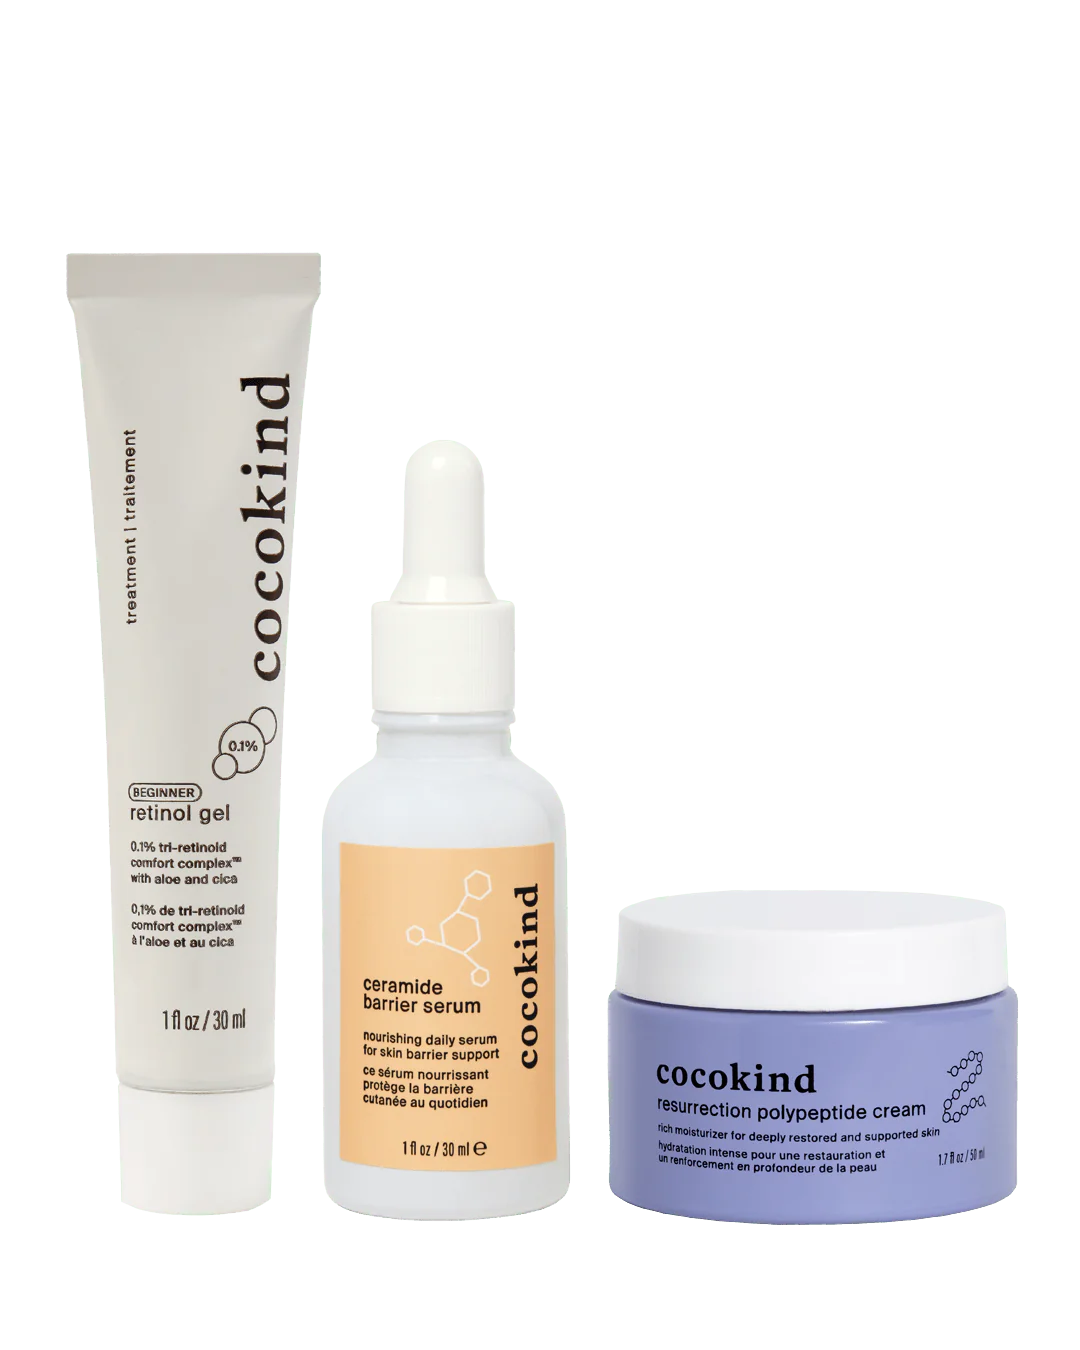 cocokind
treatment | traitement
0.1%
BEGINNER
retinol gel
0.1% tri-retinoid
comfort complex™
with aloe and cica
0,1% de tri-retinoid
comfort complex™
à l'aloe et au cica
1 fl oz / 30 ml
cocokind
ceramide
barrier serum
nourishing daily serum
for skin barrier support
ce sérum nourrissant
protège la barrière
cutanée au quotidien
1 fl oz / 30 ml ℮
cocokind
resurrection polypeptide cream
rich moisturizer for deeply restored and supported skin
hydratation intense pour une restauration et
un renforcement en profondeur de la peau
1.7 fl oz / 50 ml